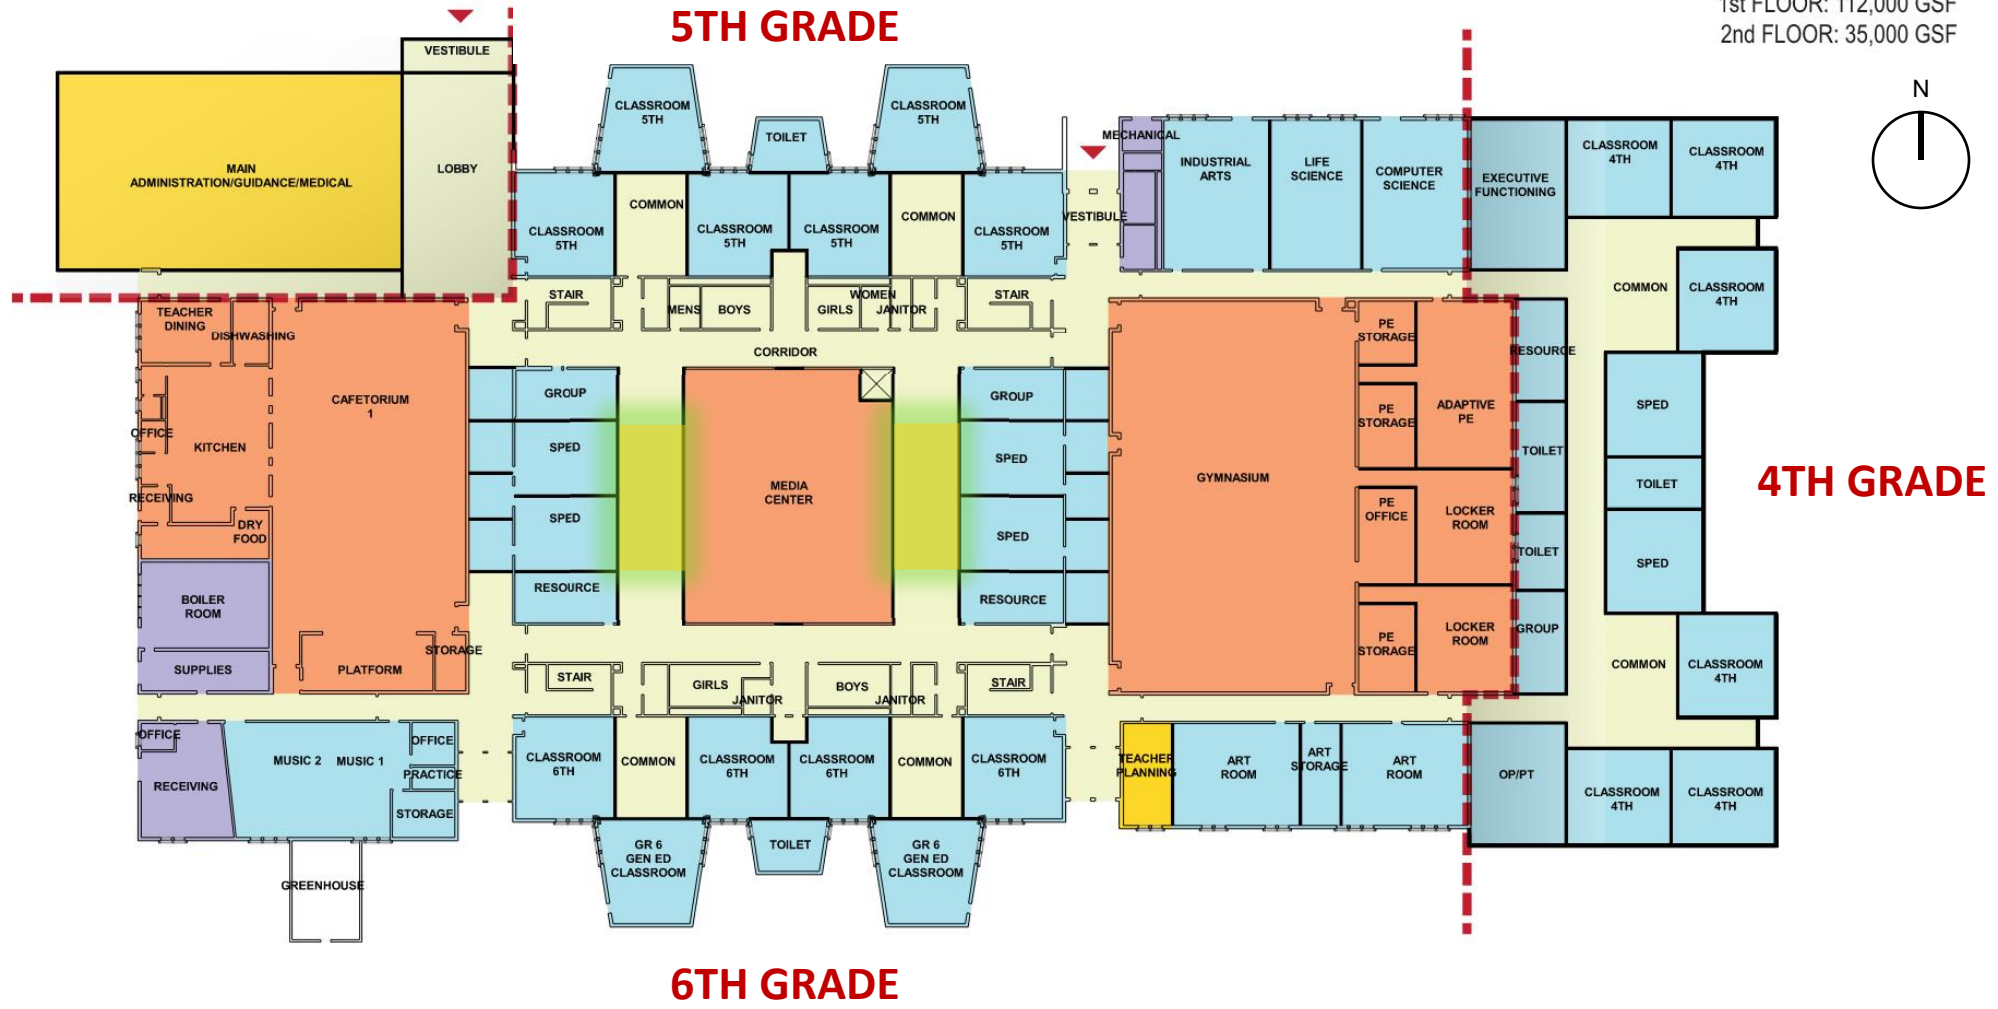 5TH GRADE
1st FLOOR: 112,000 GSF
2nd FLOOR: 35,000 GSF
N
VESTIBULE
MAIN
ADMINISTRATION/GUIDANCE/MEDICAL
LOBBY
CLASSROOM
5TH
TOILET
CLASSROOM
5TH
CLASSROOM
5TH
COMMON
CLASSROOM
5TH
CLASSROOM
5TH
COMMON
CLASSROOM
5TH
VESTIBULE
MECHANICAL
INDUSTRIAL
ARTS
LIFE
SCIENCE
COMPUTER
SCIENCE
EXECUTIVE
FUNCTIONING
CLASSROOM
4TH
CLASSROOM
4TH
COMMON
CLASSROOM
4TH
STAIR
MENS
BOYS
GIRLS
WOMEN
JANITOR
STAIR
CORRIDOR
TEACHER
DINING
DISHWASHING
CAFETORIUM
1
OFFICE
KITCHEN
RECEIVING
DRY
FOOD
BOILER
ROOM
SUPPLIES
PLATFORM
STORAGE
GROUP
SPED
SPED
RESOURCE
MEDIA
CENTER
GROUP
SPED
SPED
RESOURCE
GYMNASIUM
PE
STORAGE
PE
STORAGE
ADAPTIVE
PE
PE
OFFICE
LOCKER
ROOM
PE
STORAGE
LOCKER
ROOM
RESOURCE
TOILET
TOILET
GROUP
SPED
TOILET
SPED
4TH GRADE
COMMON
CLASSROOM
4TH
STAIR
GIRLS
JANITOR
BOYS
JANITOR
STAIR
OFFICE
RECEIVING
MUSIC 2
MUSIC 1
OFFICE
PRACTICE
STORAGE
GREENHOUSE
CLASSROOM
6TH
COMMON
CLASSROOM
6TH
CLASSROOM
6TH
COMMON
CLASSROOM
6TH
GR 6
GEN ED
CLASSROOM
TOILET
GR 6
GEN ED
CLASSROOM
TEACHER
PLANNING
ART
ROOM
ART
STORAGE
ART
ROOM
OP/PT
CLASSROOM
4TH
CLASSROOM
4TH
6TH GRADE